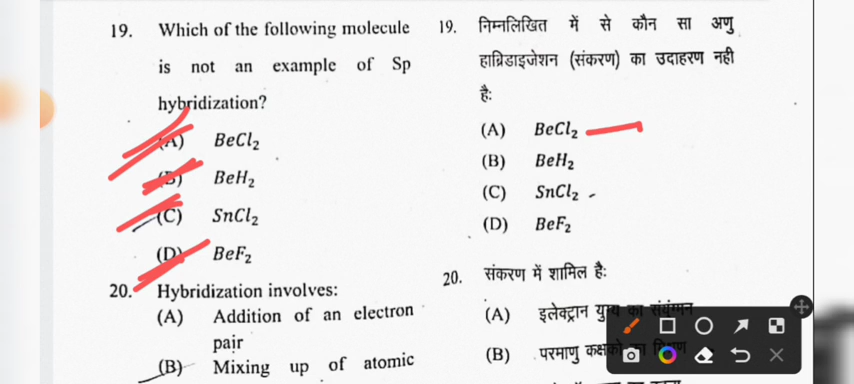 19. Which of the following molecule
is not an example of Sp
hybridization?
(A) BeCl₂
(B) BeH₂
(C) SnCl₂
(D) BeF₂
20. Hybridization involves:
(A) Addition of an electron
pair
(B) Mixing up of atomic
19. निम्नलिखित में से कौन सा अणु
हाब्रिडाइजेशन (संकरण) का उदाहरण नही
है:
(A) BeCl₂
(B) BeH₂
(C) SnCl₂
(D) BeF₂
20. संकरण में शामिल है:
(A) इलेक्ट्रान युग्म का
(B) परमाणु कक्षको का